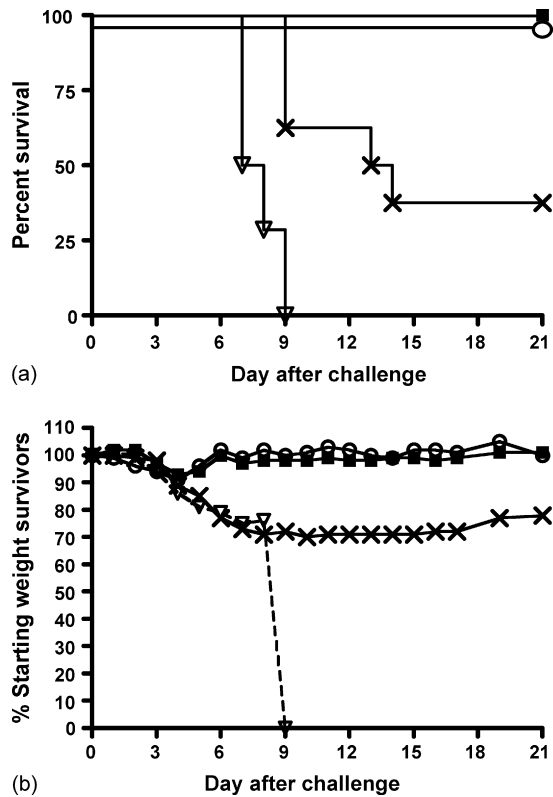 100
75
50
25
0
Percent survival
0 3 6 9 12 15 18 21
(a) Day after challenge
110
100
90
80
70
60
50
40
30
20
10
0
% Starting weight survivors
0 3 6 9 12 15 18 21
(b) Day after challenge